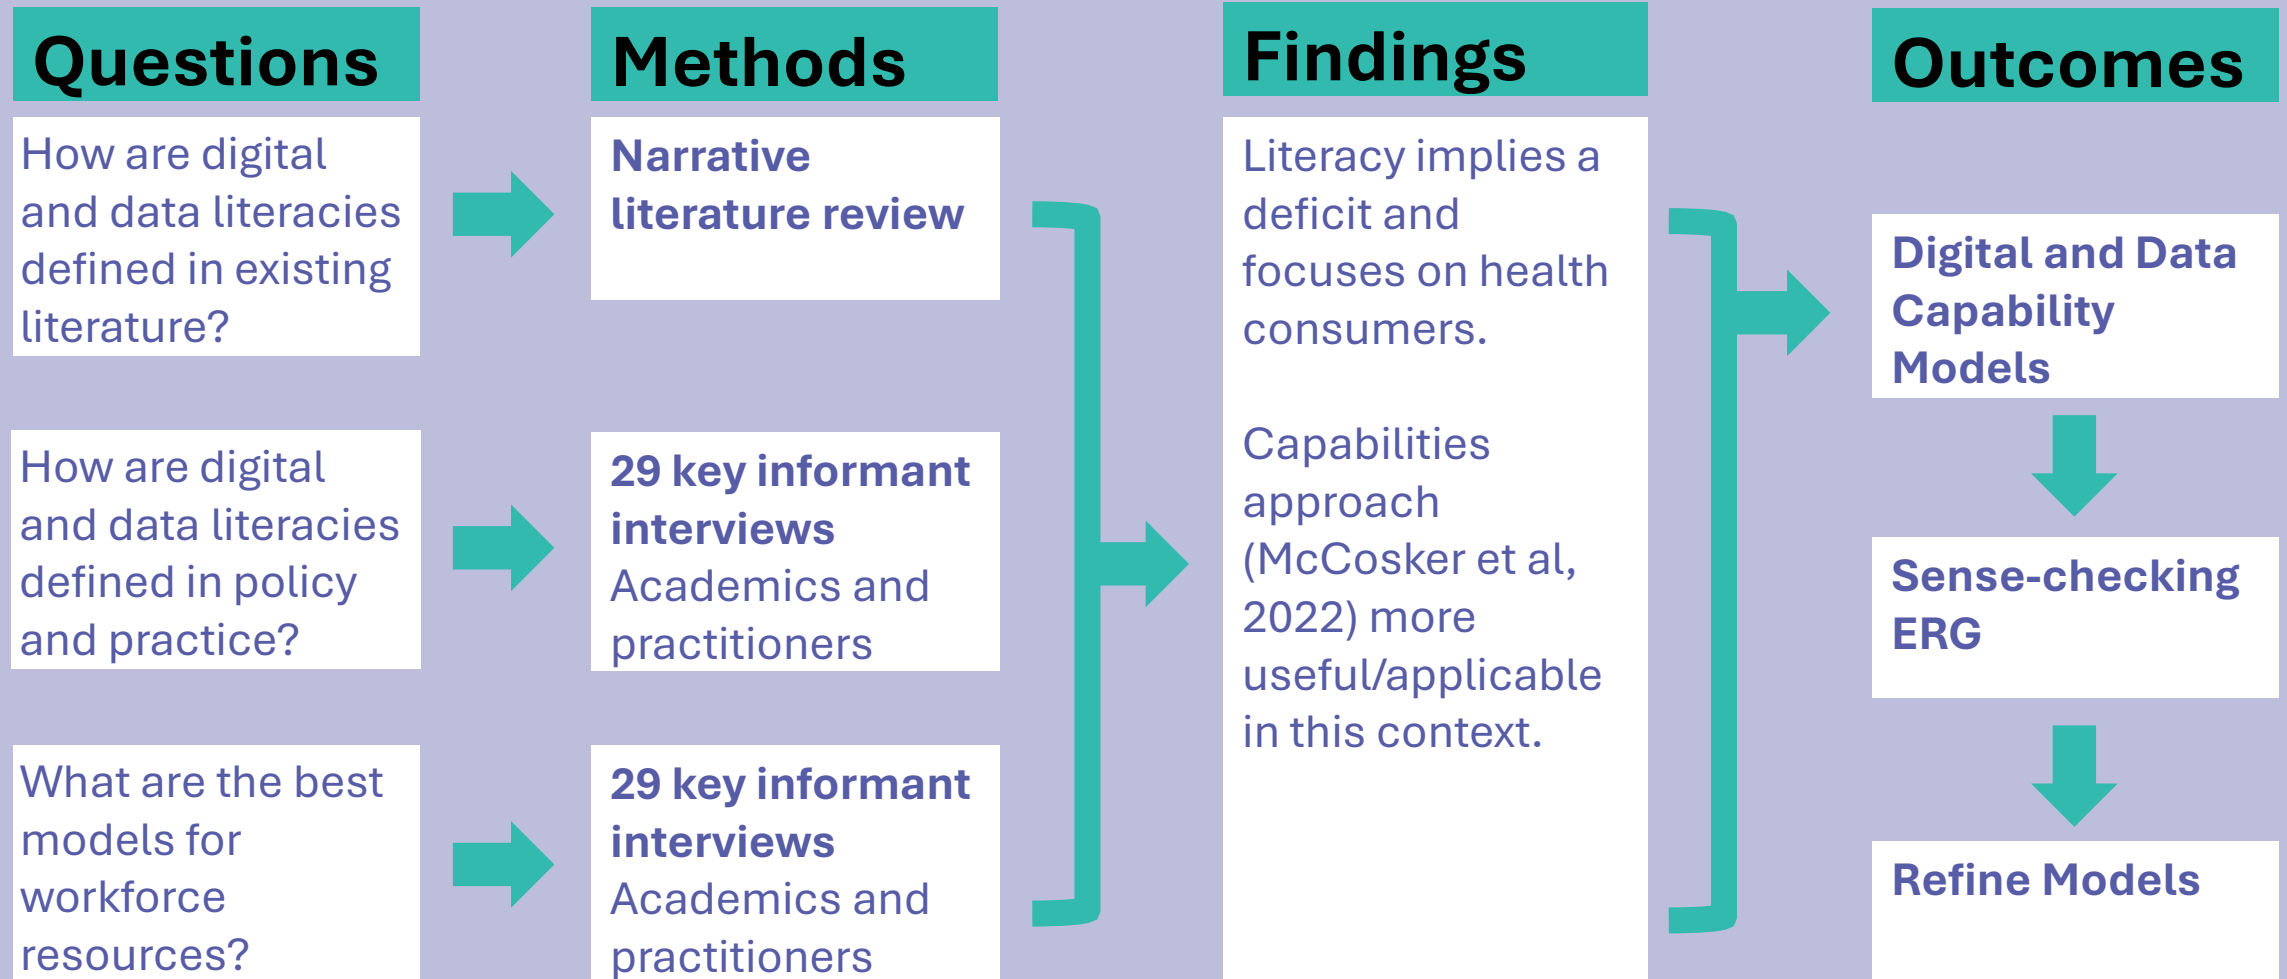 Questions
How are digital
and data literacies
defined in existing
literature?
How are digital
and data literacies
defined in policy
and practice?
What are the best
models for
workforce
resources?
Methods
Narrative
literature review
29 key informant
interviews
Academics and
practitioners
29 key informant
interviews
Academics and
practitioners
Findings
Literacy implies a
deficit and
focuses on health
consumers.
Capabilities
approach
(McCosker et al,
2022) more
useful/applicable
in this context.
Outcomes
Digital and Data
Capability
Models
Sense-checking
ERG
Refine Models